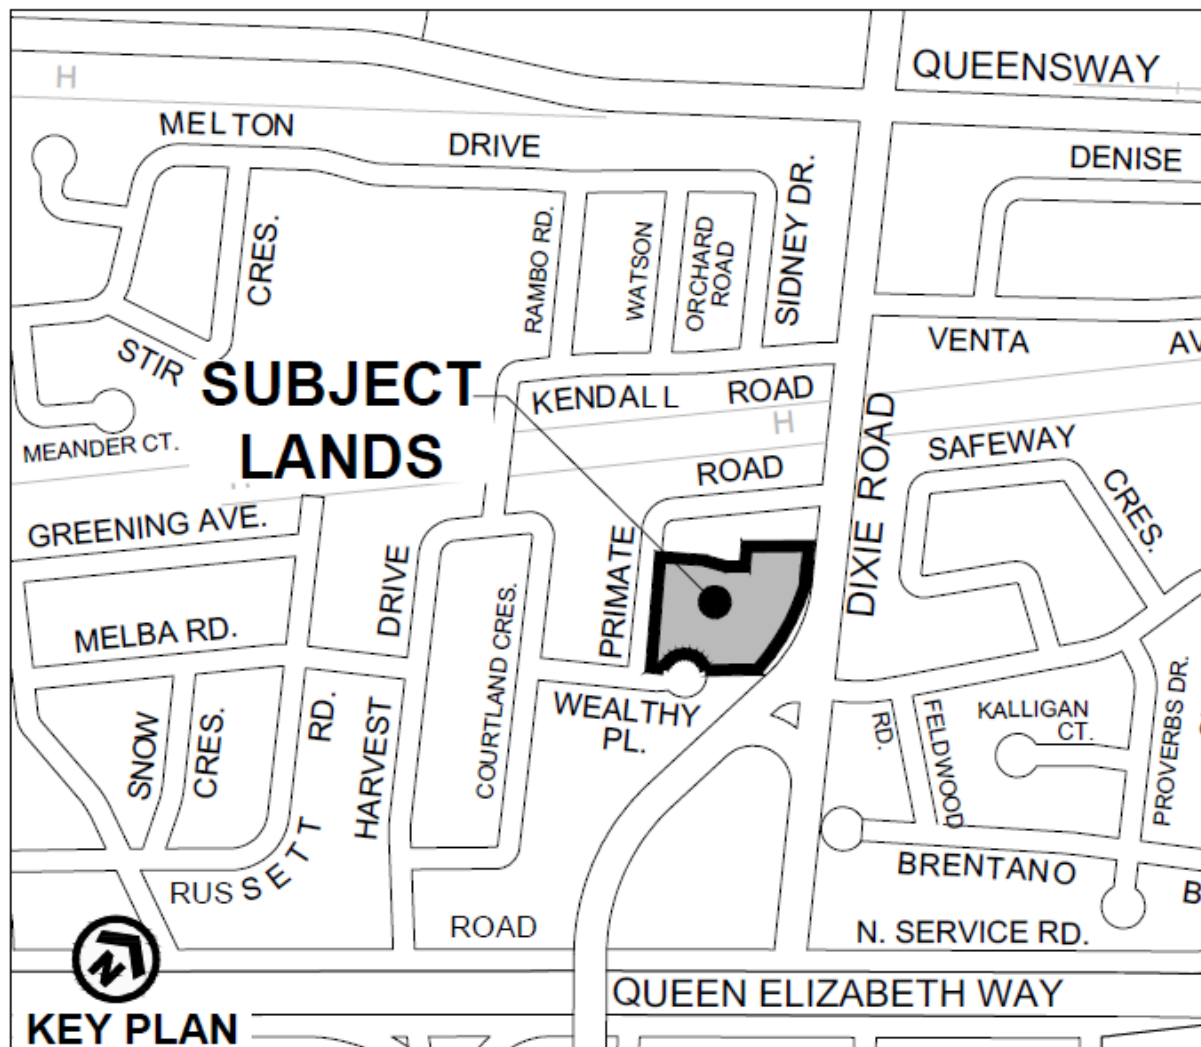 QUEENSWAY
H
MELTON
DRIVE
DENISE
CRES.
RAMBO RD.
WATSON
ORCHARD
ROAD
SIDNEY DR.
STIR
VENTA
AV
SUBJECT
LANDS
KENDALL
ROAD
H
MEANDER CT.
DIXIE ROAD
SAFEWAY
CRES.
ROAD
GREENING AVE.
DRIVE
COURTLAND CRES.
PRIMATE
MELBA RD.
SNOW
CRES.
RD.
HARVEST
WEALTHY
PL.
RD.
FELDWOOD
KALLIGAN
CT.
PROVERBS DR.
RUSSETT
BRENTANO
B
ROAD
N. SERVICE RD.
N
QUEEN ELIZABETH WAY
KEY PLAN